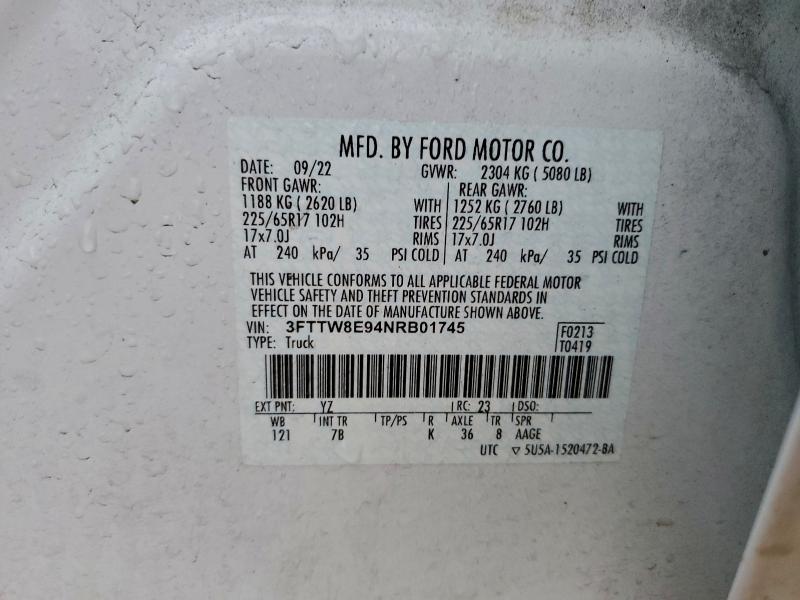 MFD. BY FORD MOTOR CO.
DATE: 09/22 GVWR: 2304 KG ( 5080 LB)
FRONT GAWR: REAR GAWR:
1188 KG ( 2620 LB) WITH 1252 KG ( 2760 LB) WITH
225/65R17 102H TIRES 225/65R17 102H TIRES
17x7.0J RIMS 17x7.0J RIMS
AT 240 kPa/ 35 PSI COLD AT 240 kPa/ 35 PSI COLD
THIS VEHICLE CONFORMS TO ALL APPLICABLE FEDERAL MOTOR
VEHICLE SAFETY AND THEFT PREVENTION STANDARDS IN
EFFECT ON THE DATE OF MANUFACTURE SHOWN ABOVE.
VIN: 3FTTW8E94NRB01745 F0213
TYPE: Truck T0419
EXT PNT: YZ RC: 23 DSO:
WB INT TR TP/PS R AXLE TR SPR
121 7B K 36 8 AAGE
UTC ▽ 5U5A-1520472-BA